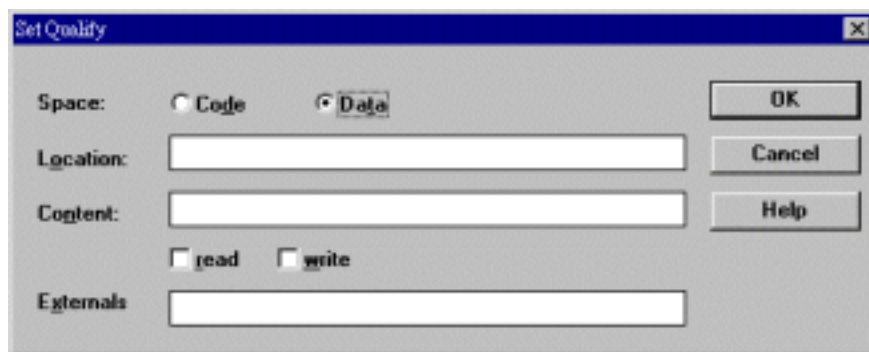 Set Qualify
Space: Code Data OK
Location: Cancel
Content: Help
read write
Externals